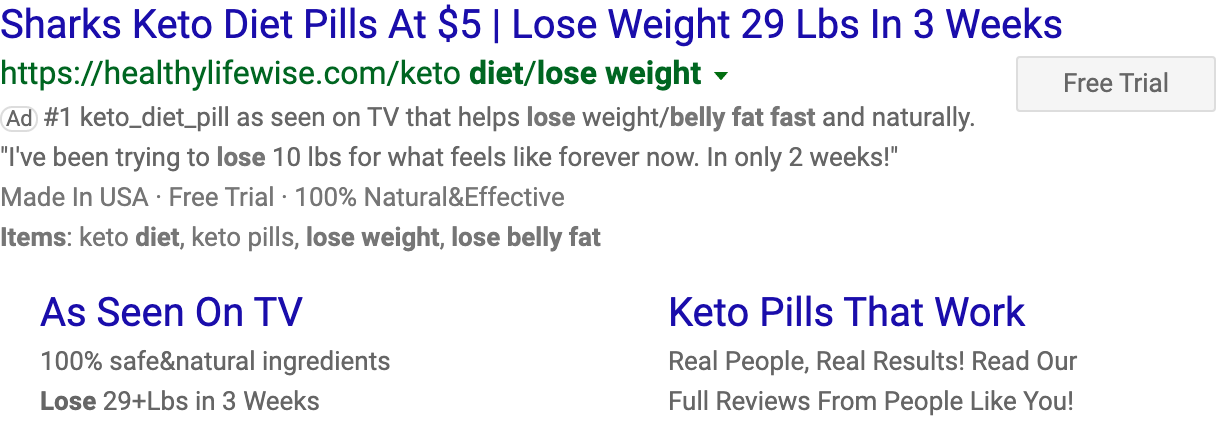 Sharks Keto Diet Pills At $5 | Lose Weight 29 Lbs In 3 Weeks
https://healthylifewise.com/keto diet/lose weight
Free Trial
Ad #1 keto_diet_pill as seen on TV that helps lose weight/belly fat fast and naturally.
"I've been trying to lose 10 lbs for what feels like forever now. In only 2 weeks!"
Made In USA · Free Trial · 100% Natural&Effective
Items: keto diet, keto pills, lose weight, lose belly fat
As Seen On TV
100% safe&natural ingredients
Lose 29+Lbs in 3 Weeks
Keto Pills That Work
Real People, Real Results! Read Our
Full Reviews From People Like You!